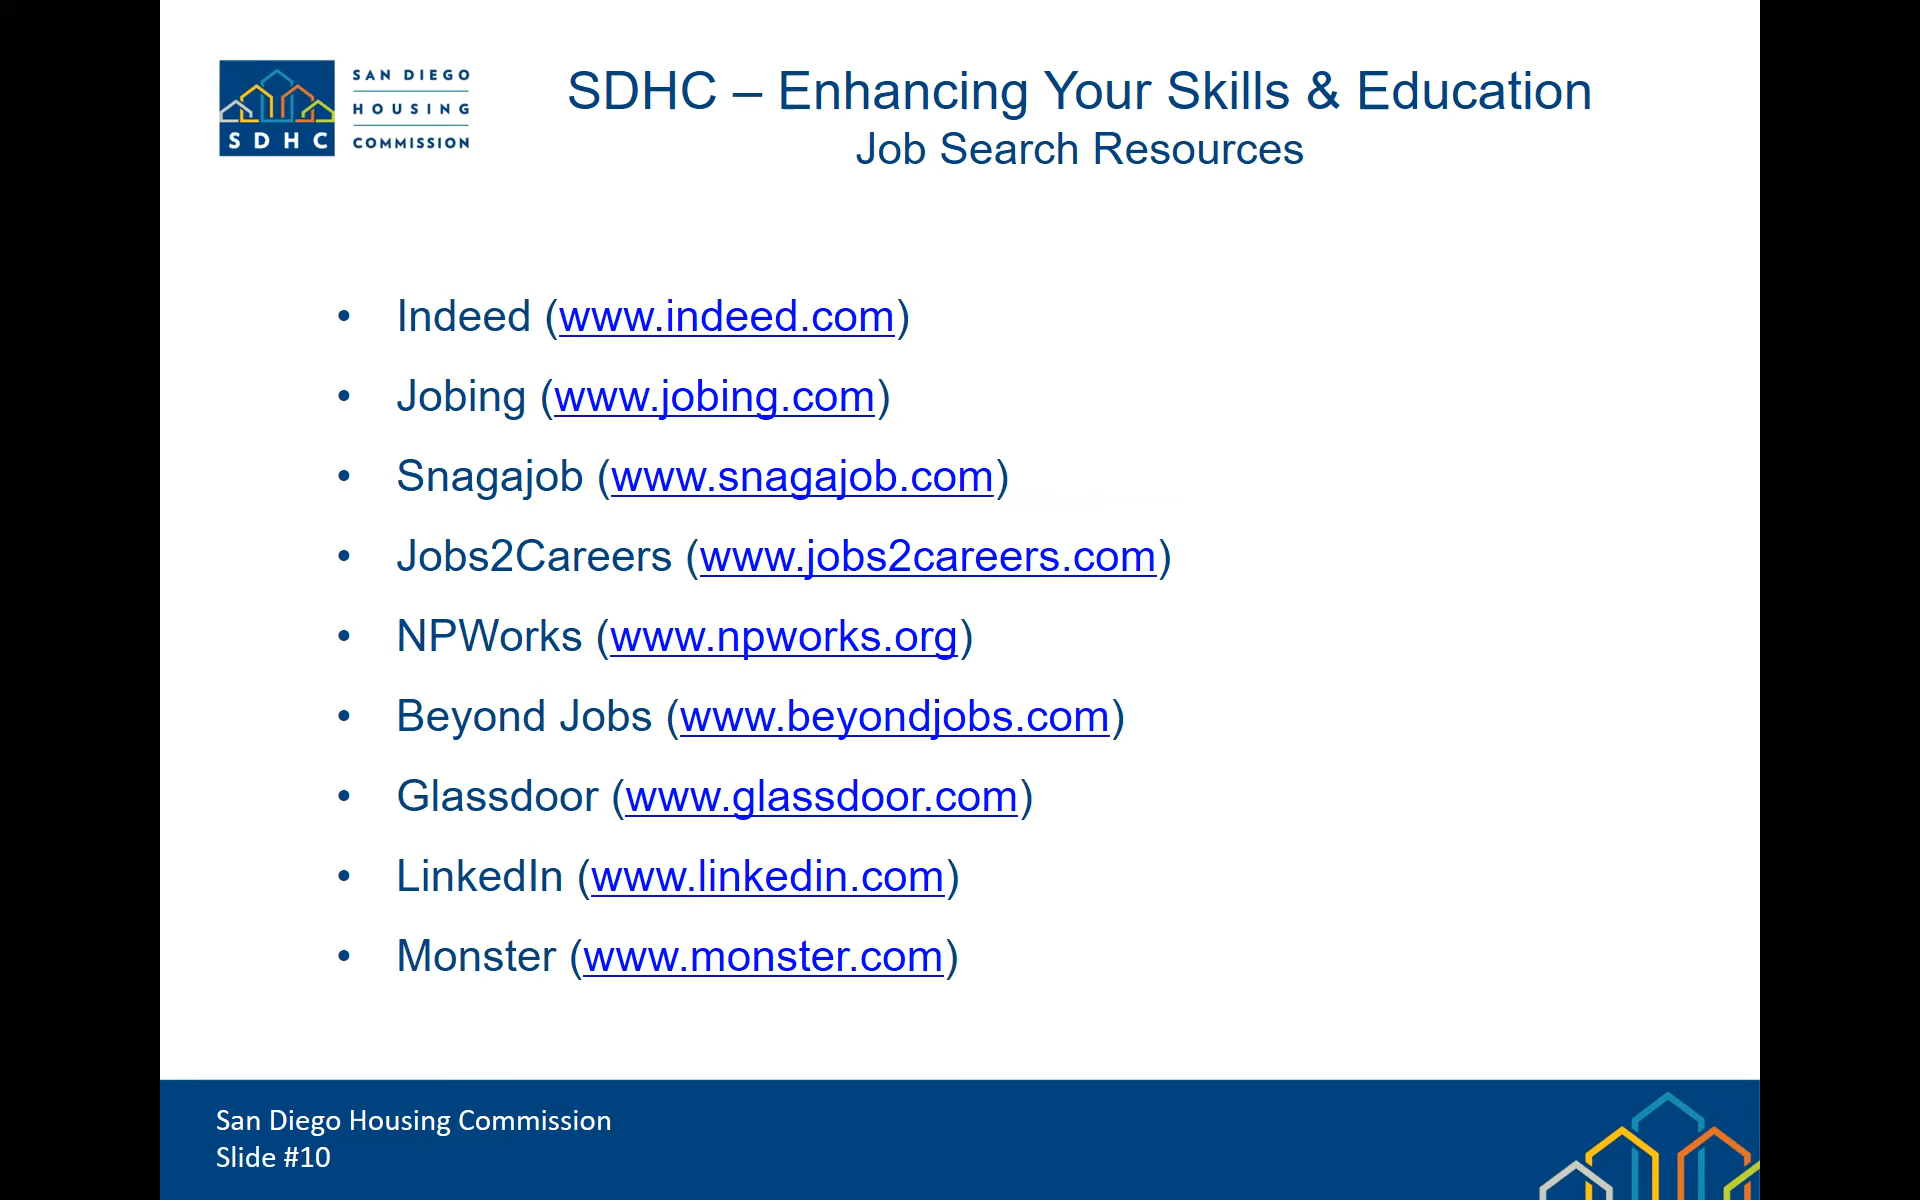 SAN DIEGO
HOUSING
COMMISSION
SDHC
SDHC – Enhancing Your Skills & Education
Job Search Resources
• Indeed (www.indeed.com)
• Jobing (www.jobing.com)
• Snagajob (www.snagajob.com)
• Jobs2Careers (www.jobs2careers.com)
• NPWorks (www.npworks.org)
• Beyond Jobs (www.beyondjobs.com)
• Glassdoor (www.glassdoor.com)
• LinkedIn (www.linkedin.com)
• Monster (www.monster.com)
San Diego Housing Commission
Slide #10